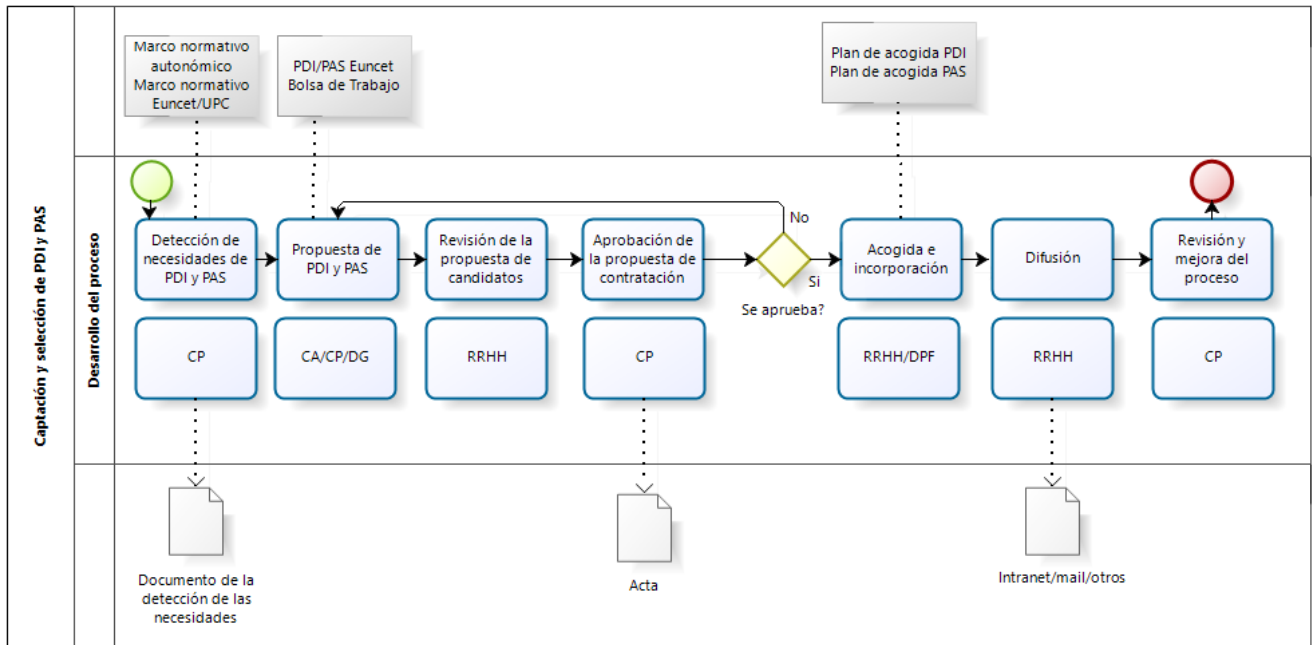 Captación y selección de PDI y PAS
Desarrollo del proceso
Marco normativo
autonómico
Marco normativo
Euncet/UPC
PDI/PAS Euncet
Bolsa de Trabajo
Plan de acogida PDI
Plan de acogida PAS
Detección de
necesidades de
PDI y PAS
Propuesta de
PDI y PAS
Revisión de la
propuesta de
candidatos
Aprobación de
la propuesta de
contratación
No
Si
Se aprueba?
Acogida e
incorporación
Difusión
Revisión y
mejora del
proceso
CP
CA/CP/DG
RRHH
CP
RRHH/DPF
RRHH
CP
Documento de la
detección de las
necesidades
Acta
Intranet/mail/otros